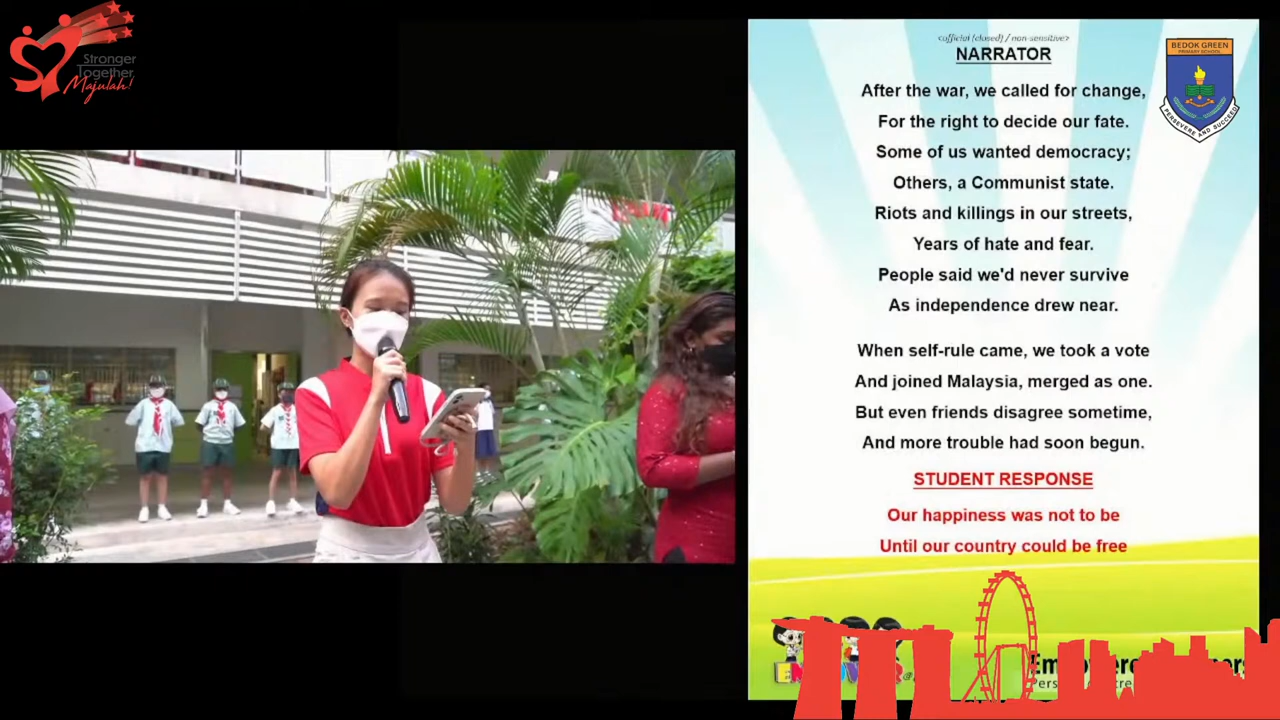 Stronger
Together,
Majulah!
<official (closed) / non-sensitive>
NARRATOR
BEDOK GREEN
PRIMARY SCHOOL
PERSEVERE AND SUCCEED
After the war, we called for change,
For the right to decide our fate.
Some of us wanted democracy;
Others, a Communist state.
Riots and killings in our streets,
Years of hate and fear.
People said we'd never survive
As independence drew near.
When self-rule came, we took a vote
And joined Malaysia, merged as one.
But even friends disagree sometime,
And more trouble had soon begun.
STUDENT RESPONSE
Our happiness was not to be
Until our country could be free